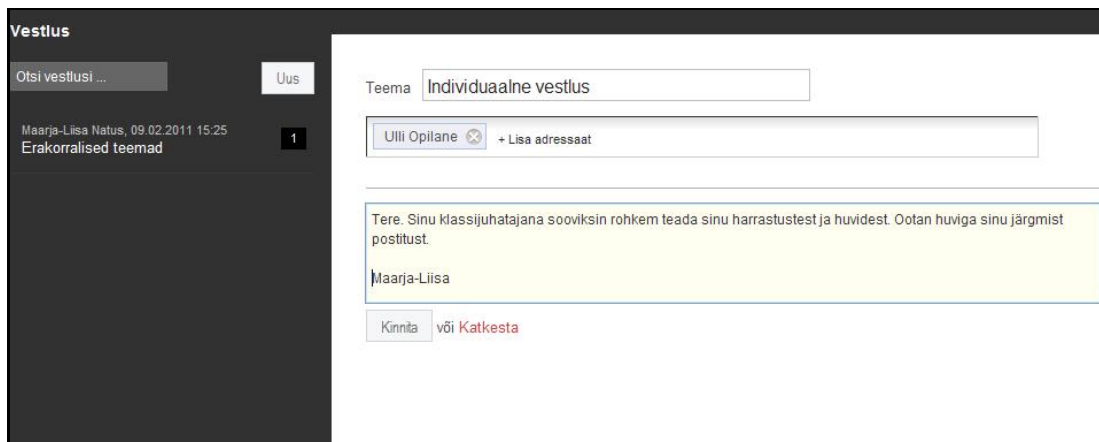 Vestlus
Otsi vestlusi ...
Uus
Maarja-Liisa Natus, 09.02.2011 15:25
Erakorralised teemad
1
Teema Individuaalne vestlus
Ulli Opilane + Lisa adressaat
Tere. Sinu klassijuhatajana sooviksin rohkem teada sinu harrastustest ja huvidest. Ootan huviga sinu järgmist
postitust.
Maarja-Liisa
Kinnita või Katkesta